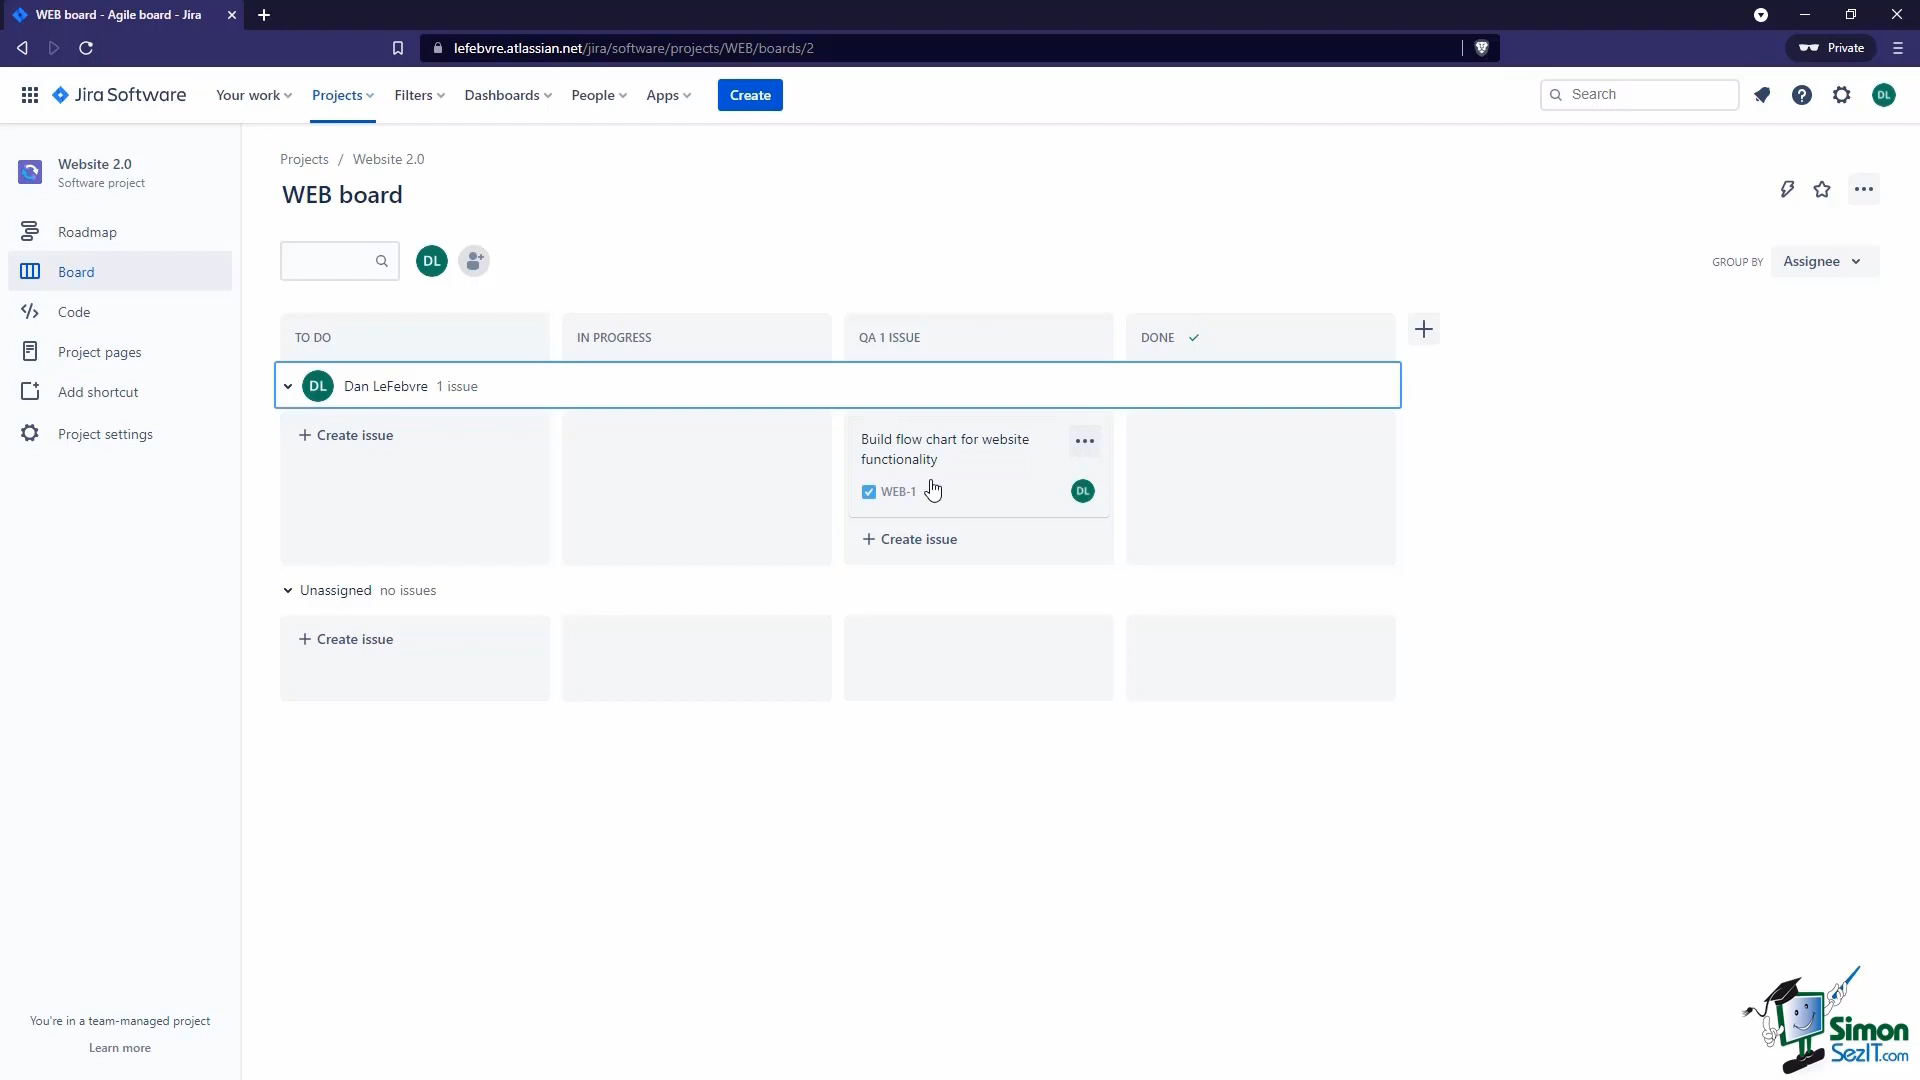 WEB board - Agile board - Jira
lefebvre.atlassian.net/jira/software/projects/WEB/boards/2
Private
Jira Software
Your work
Projects
Filters
Dashboards
People
Apps
Create
Search
DL
Website 2.0
Software project
Roadmap
Board
Code
Project pages
Add shortcut
Project settings
You're in a team-managed project
Learn more
Projects / Website 2.0
WEB board
DL
GROUP BY Assignee
TO DO
IN PROGRESS
QA 1 ISSUE
DONE
DL Dan LeFebvre 1 issue
+ Create issue
Build flow chart for website
functionality
WEB-1
DL
+ Create issue
Unassigned no issues
+ Create issue
Simon
SezIT.com